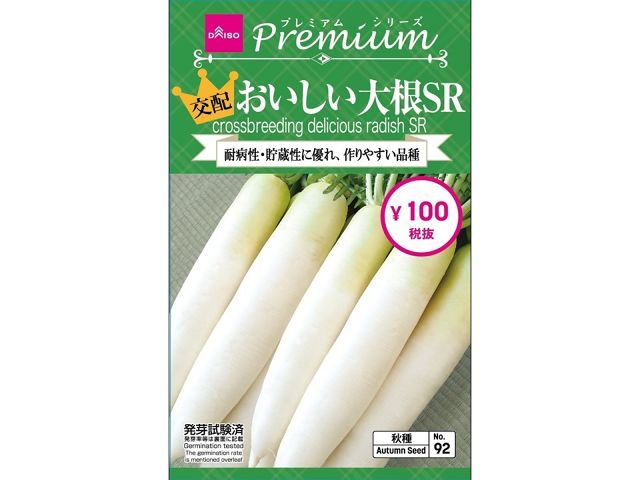 DAISO
プレミアム シリーズ
Premium
交配
おいしい大根SR
crossbreeding delicious radish SR
耐病性・貯蔵性に優れ、作りやすい品種
¥100
税抜
発芽試験済
発芽率等は裏面に記載
Germination tested
The germination rate
is mentioned overleaf
秋種
Autumn Seed
No.
92